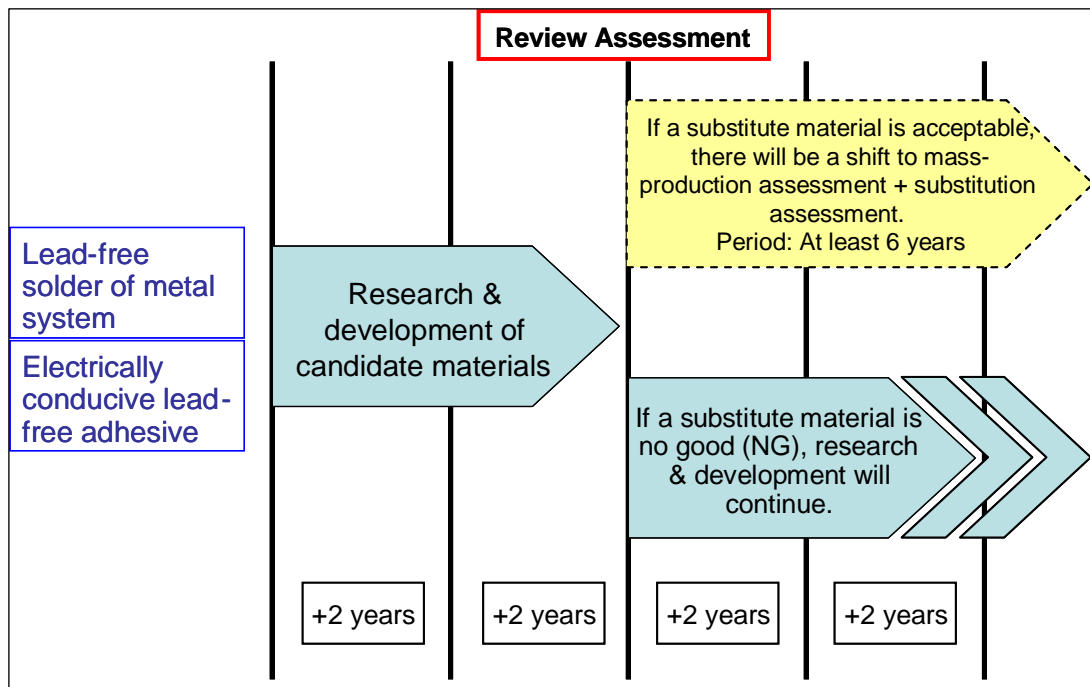 Review Assessment
If a substitute material is acceptable,
there will be a shift to mass-
production assessment + substitution
assessment.
Period: At least 6 years
Lead-free
solder of metal
system
Research &
development of
candidate materials
Electrically
conducive lead-
free adhesive
If a substitute material is
no good (NG), research
& development will
continue.
+2 years
+2 years
+2 years
+2 years